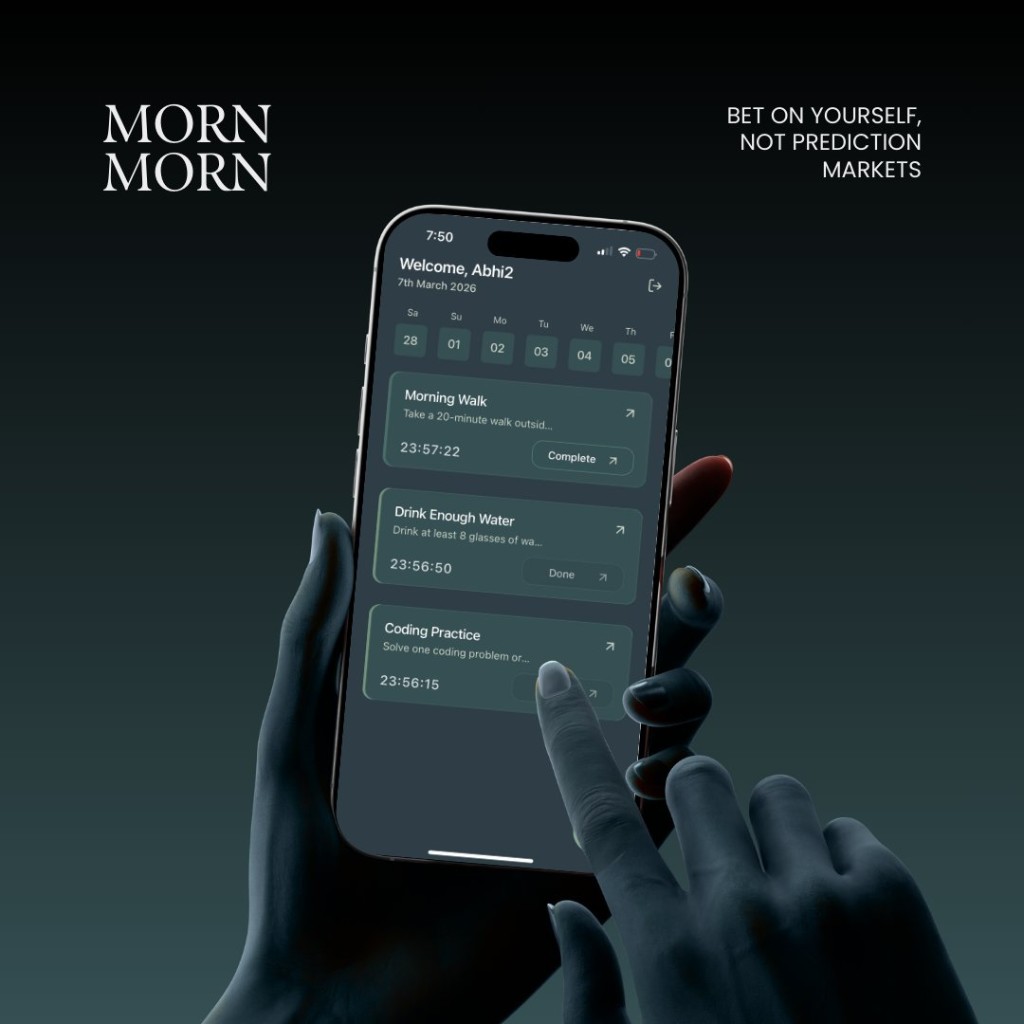 MORN
MORN
BET ON YOURSELF,
NOT PREDICTION
MARKETS
7:50
Welcome, Abhi2
7th March 2026
Sa Su Mo Tu We Th
28 01 02 03 04 05
Morning Walk
Take a 20-minute walk outsid...
23:57:22
Complete
Drink Enough Water
Drink at least 8 glasses of wa...
23:56:50
Done
Coding Practice
Solve one coding problem or...
23:56:15